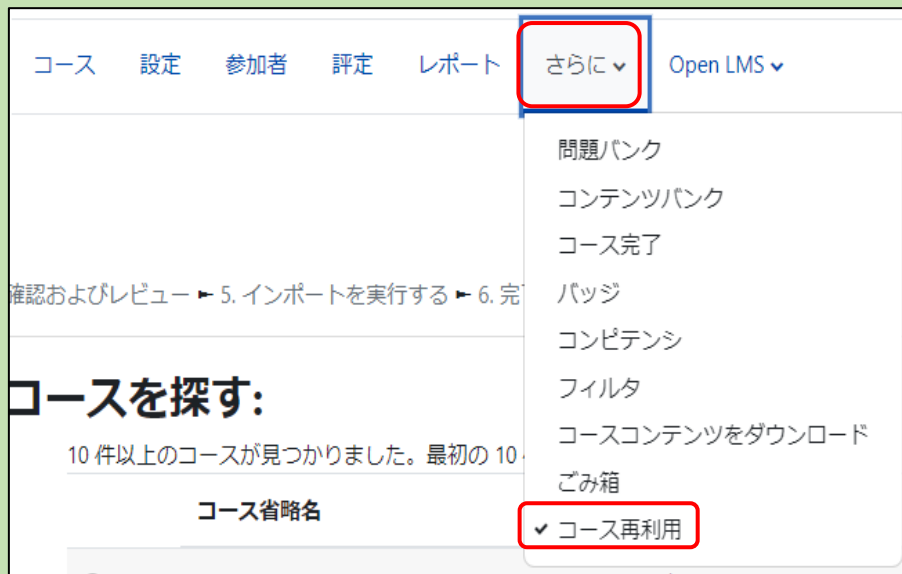 コース 設定 参加者 評定 レポート さらに Open LMS
問題バンク
コンテンツバンク
コース完了
バッジ
コンピテンシ
フィルタ
コースコンテンツをダウンロード
ごみ箱
✔ コース再利用
確認およびレビュー ► 5. インポートを実行する ► 6. 完
コースを探す:
10 件以上のコースが見つかりました。最初の 10
コース省略名